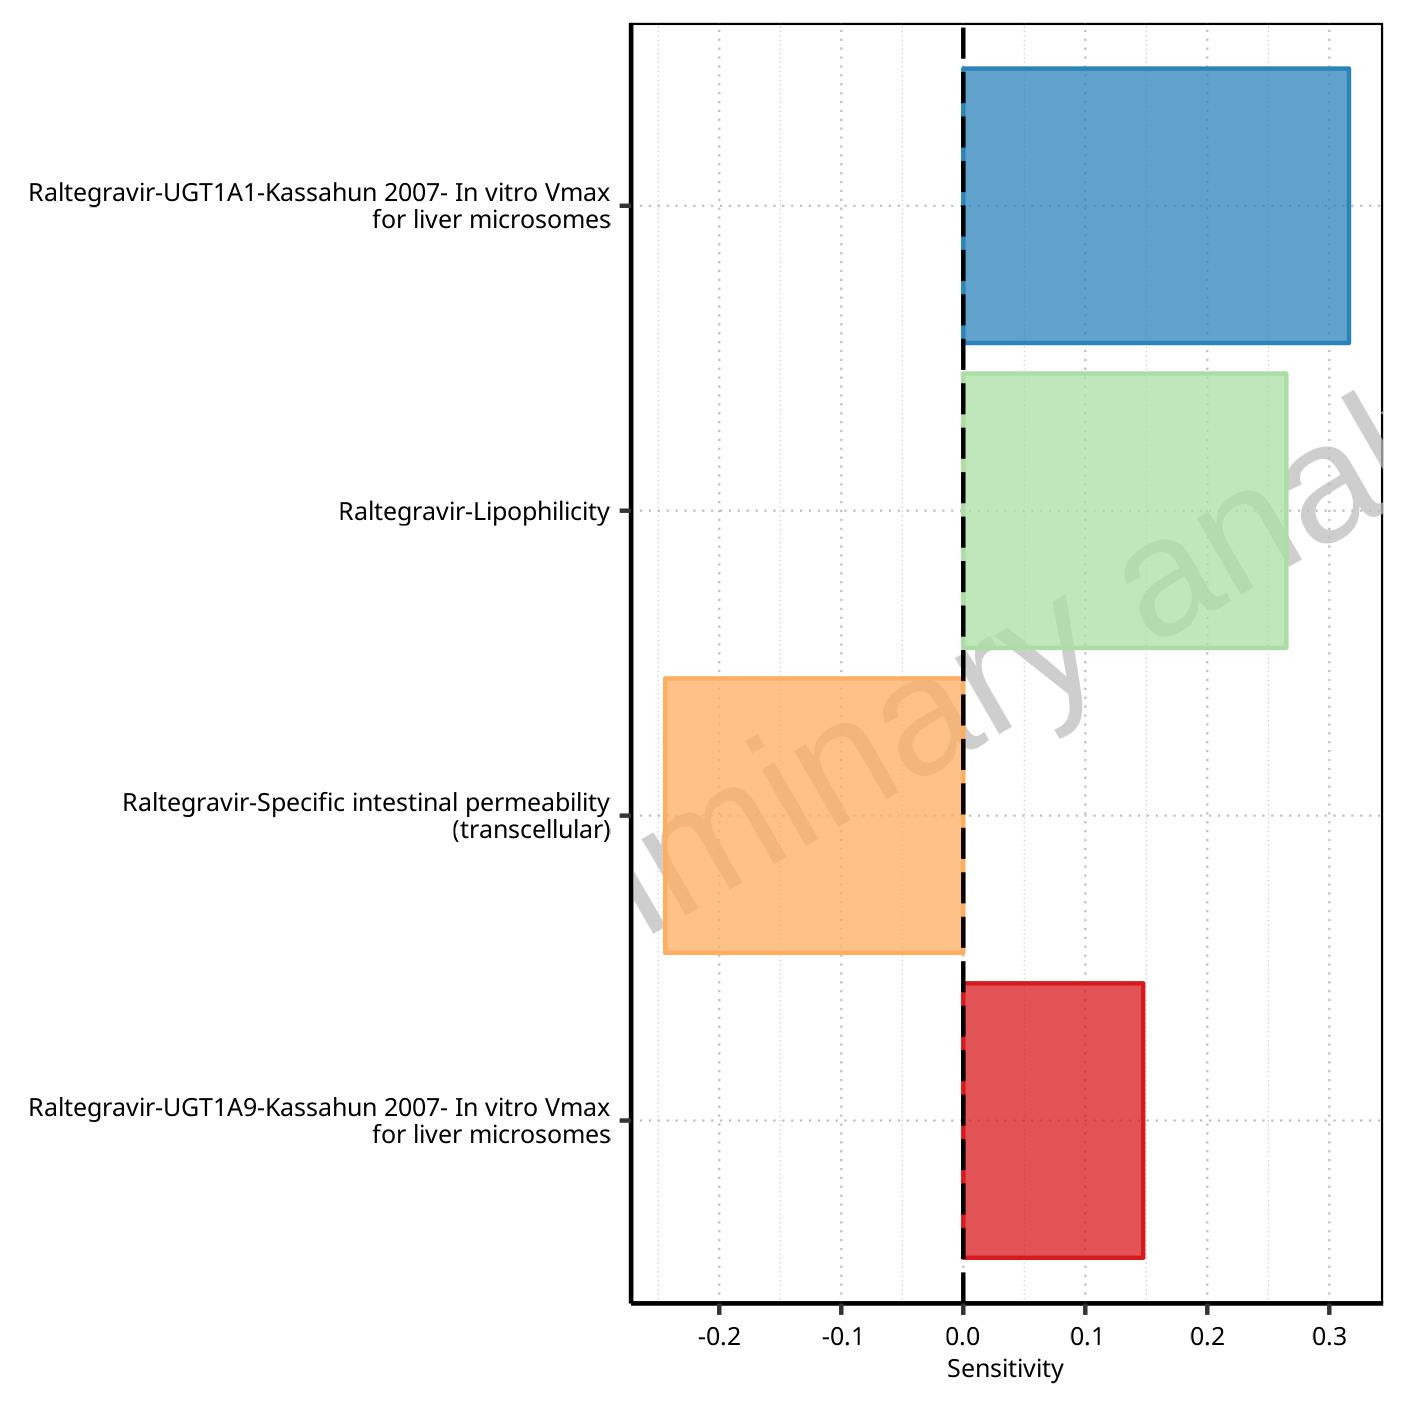 Raltegravir-UGT1A1-Kassahun 2007- In vitro Vmax
for liver microsomes
Raltegravir-Lipophilicity
Raltegravir-Specific intestinal permeability
(transcellular)
Raltegravir-UGT1A9-Kassahun 2007- In vitro Vmax
for liver microsomes
minary anal
-0.2 -0.1 0.0 0.1 0.2 0.3
Sensitivity